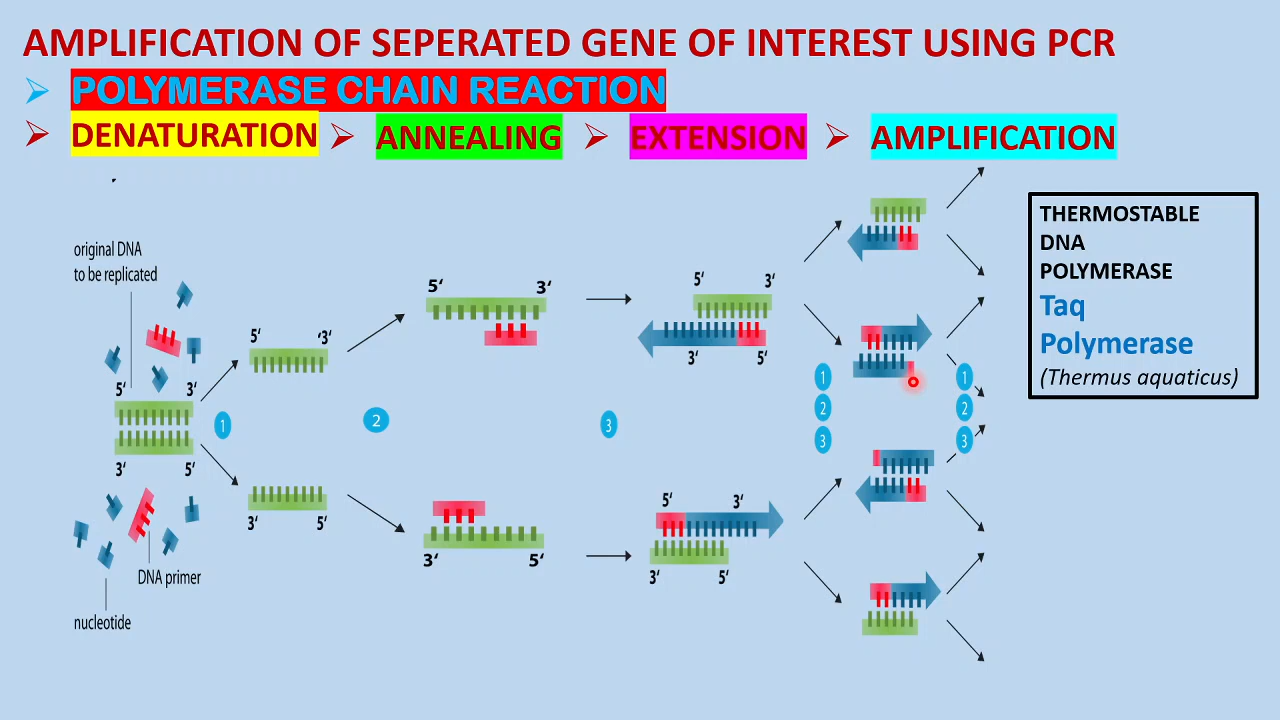 AMPLIFICATION OF SEPERATED GENE OF INTEREST USING PCR
POLYMERASE CHAIN REACTION
DENATURATION ANNEALING EXTENSION AMPLIFICATION
THERMOSTABLE
DNA
POLYMERASE
Taq
Polymerase
(Thermus aquaticus)
original DNA
to be replicated
5‘ 3‘
3‘ 5‘
DNA primer
nucleotide
1
5‘ ‘3‘
3‘ 5‘
2
5‘ 3‘
3‘ 5‘
3
5‘ 3‘
3‘ 5‘
5‘ 3‘
3‘ 5‘
1
2
3
1
2
3